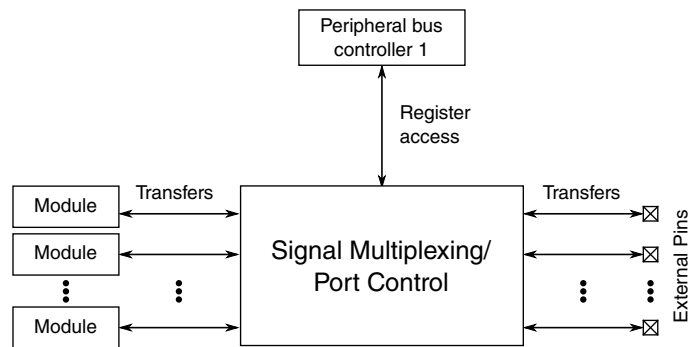 Peripheral bus
controller 1
Register
access
Transfers
Transfers
Module
Module
Module
Signal Multiplexing/
Port Control
External Pins